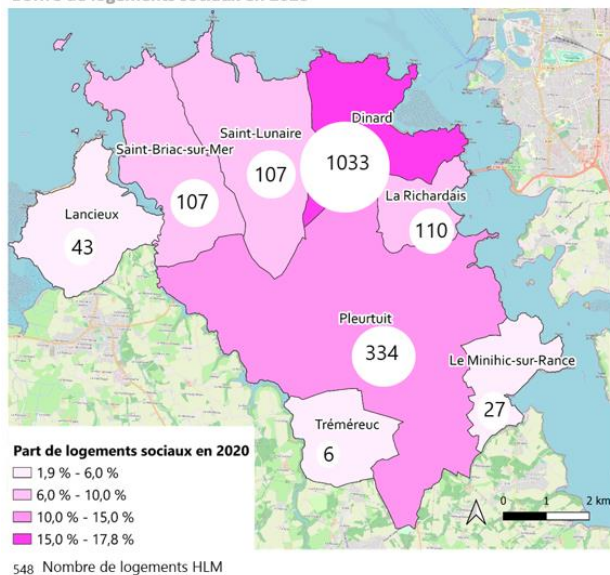 Dinard
1033
Saint-Lunaire
107
Saint-Briac-sur-Mer
107
La Richardais
110
Lancieux
43
Pleurtuit
334
Le Minihic-sur-Rance
27
Tréméreuc
6
Part de logements sociaux en 2020
1,9 % - 6,0 %
6,0 % - 10,0 %
10,0 % - 15,0 %
15,0 % - 17,8 %
548 Nombre de logements HLM
0 1 2 km